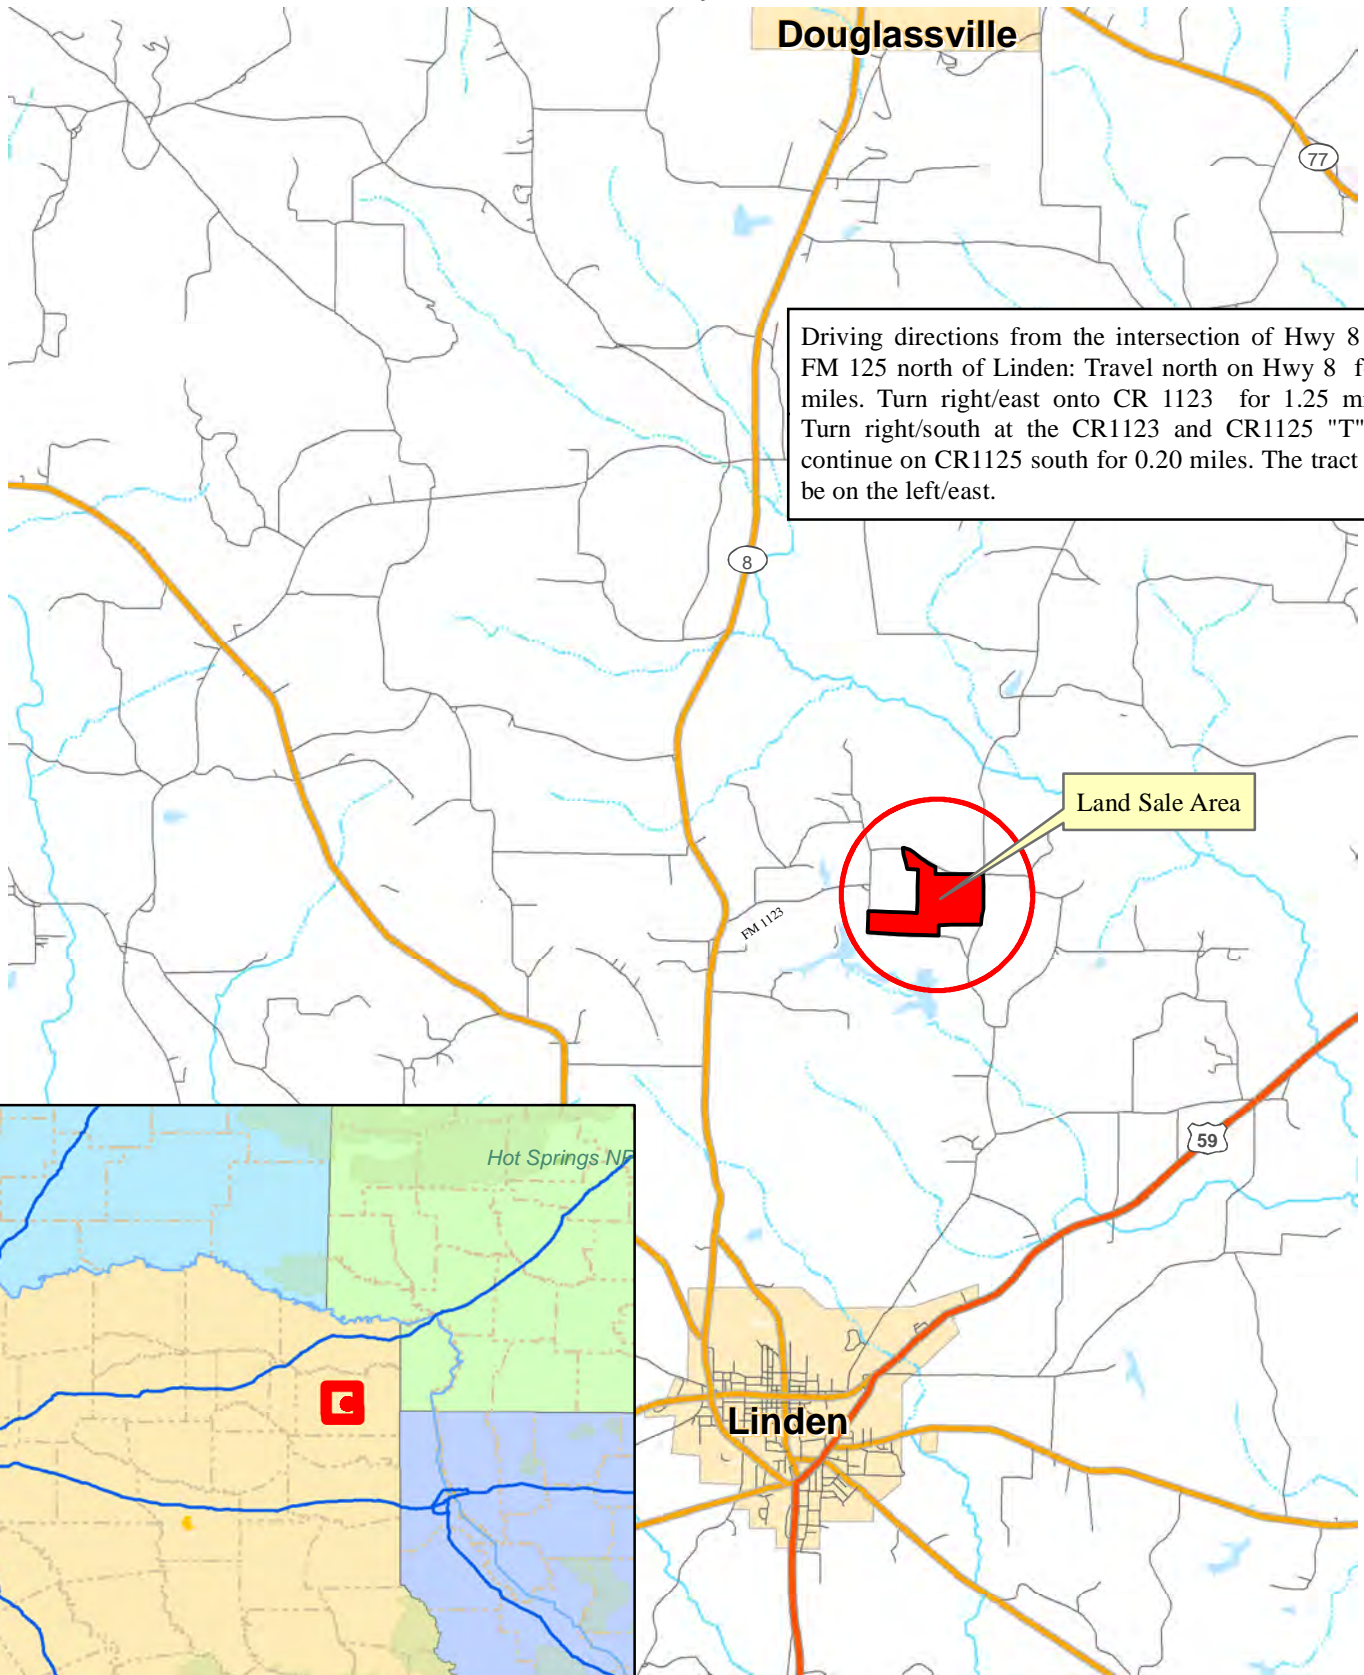 Douglassville
77
Driving directions from the intersection of Hwy 8
FM 125 north of Linden: Travel north on Hwy 8
miles. Turn right/east onto CR 1123 for 1.25
Turn right/south at the CR1123 and CR1125 "T"
continue on CR1125 south for 0.20 miles. The tract
be on the left/east.
8
Land Sale Area
FM 1123
59
Hot Springs NP
C
Linden